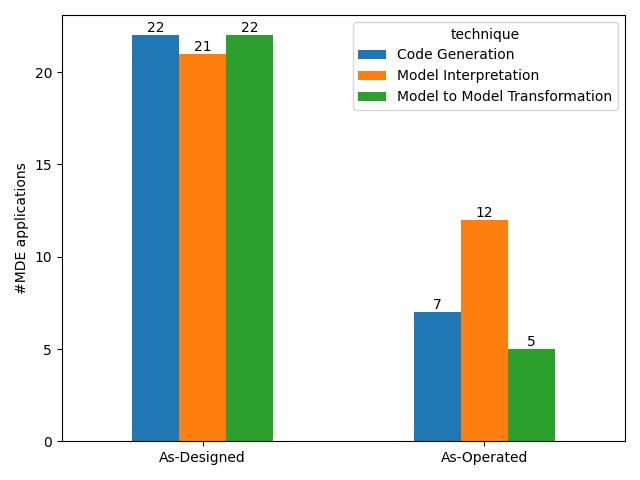 technique
Code Generation
Model Interpretation
Model to Model Transformation
#MDE applications
20
15
10
5
0
22
21
22
7
12
5
As-Designed
As-Operated